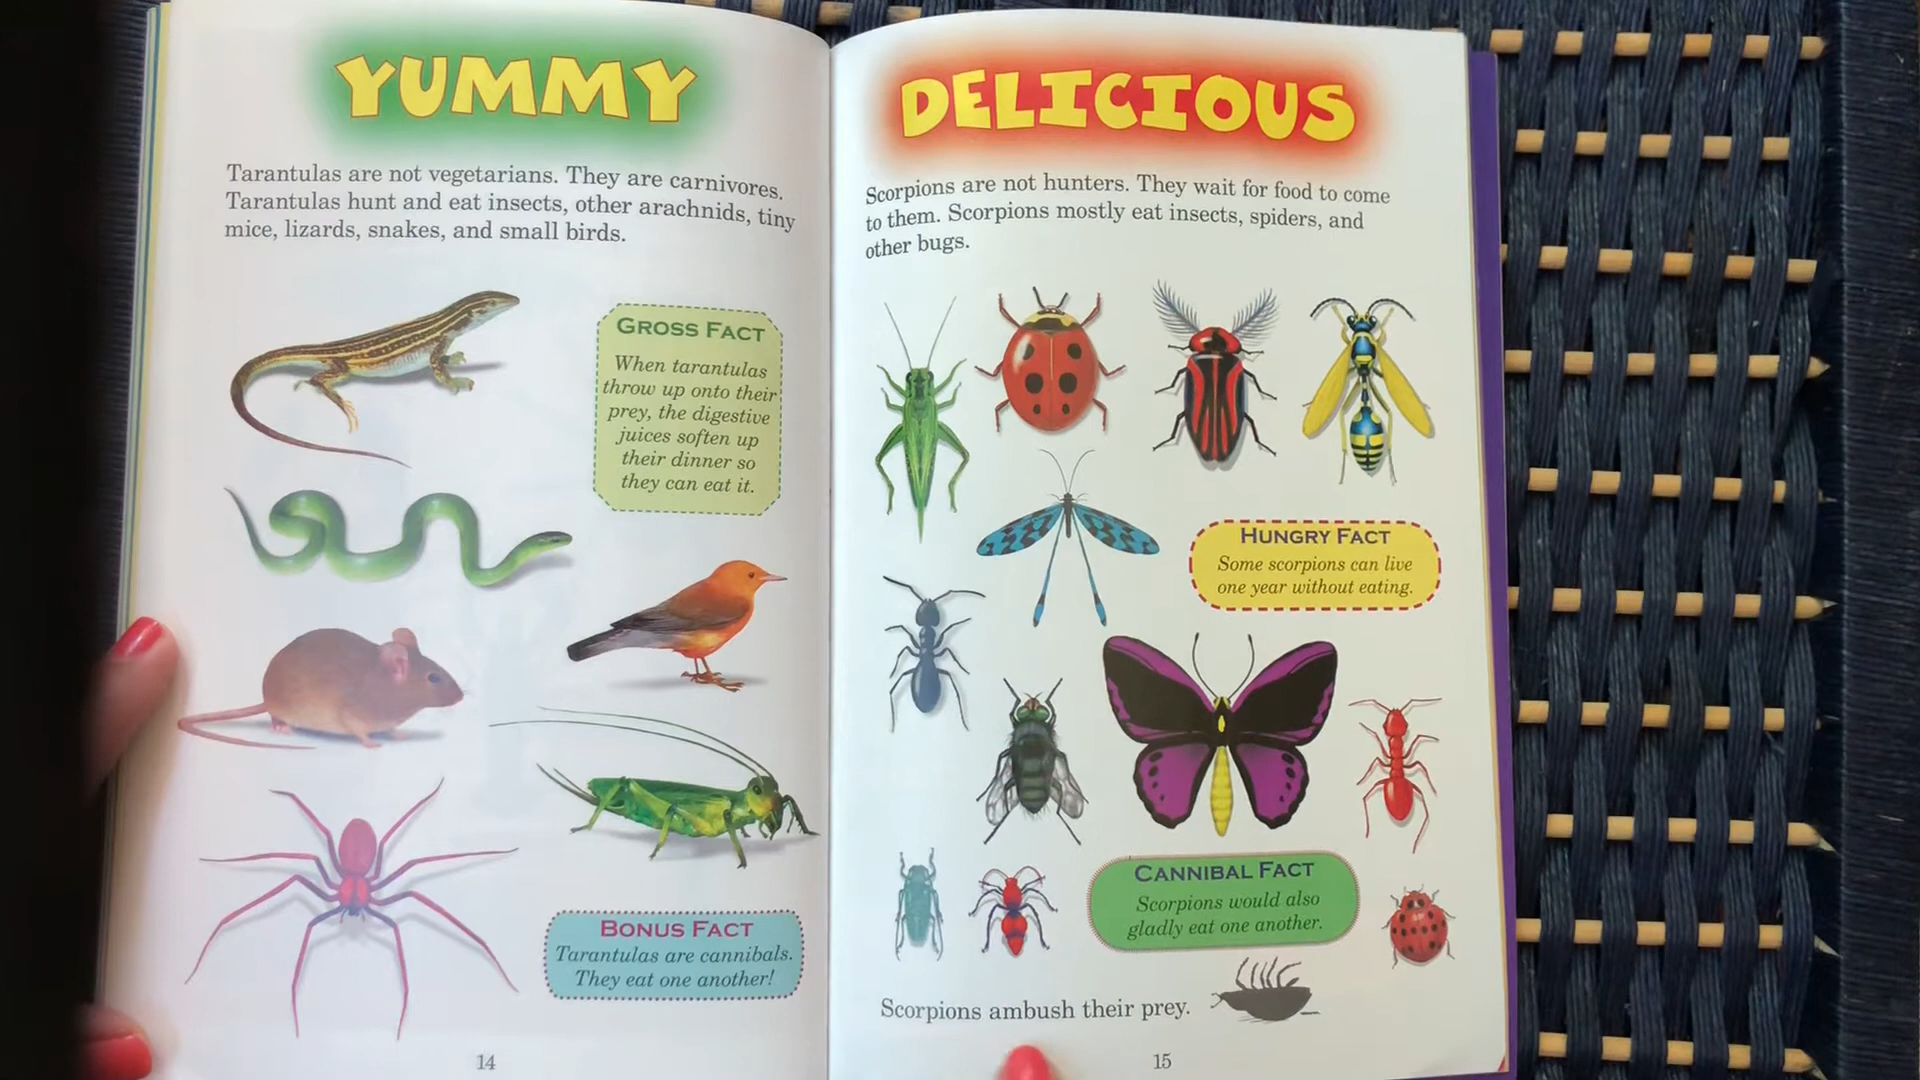 YUMMY
Tarantulas are not vegetarians. They are carnivores.
Tarantulas hunt and eat insects, other arachnids, tiny
mice, lizards, snakes, and small birds.
GROSS FACT
When tarantulas
throw up onto their
prey, the digestive
juices soften up
their dinner so
they can eat it.
BONUS FACT
Tarantulas are cannibals.
They eat one another!
14
DELICIOUS
Scorpions are not hunters. They wait for food to come
to them. Scorpions mostly eat insects, spiders, and
other bugs.
HUNGRY FACT
Some scorpions can live
one year without eating.
CANNIBAL FACT
Scorpions would also
gladly eat one another.
Scorpions ambush their prey.
15